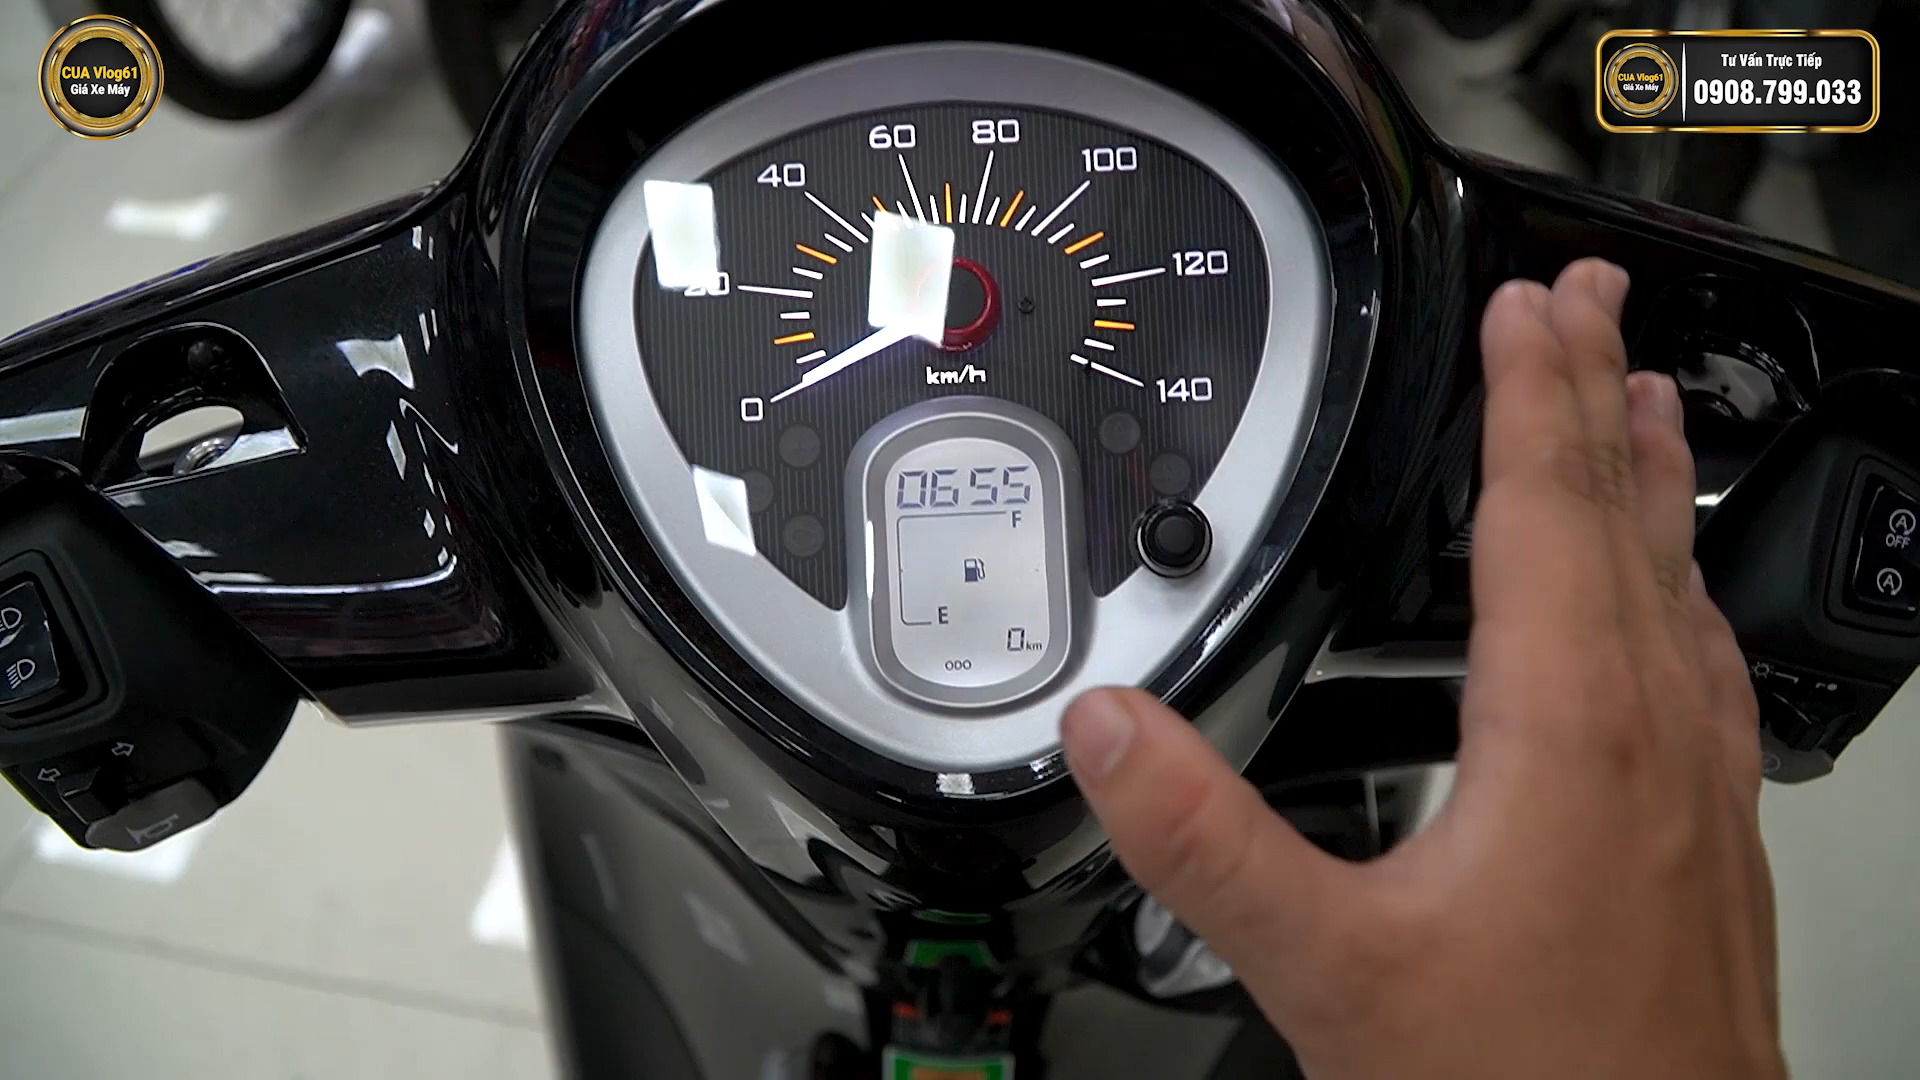 CUA Vlog61
Giá Xe Máy
CUA Vlog61
Giá Xe Máy
Tư Vấn Trực Tiếp
0908.799.033
0
20
40
60
80
100
120
140
km/h
0655
F
E
0km
ODO
A
OFF
A